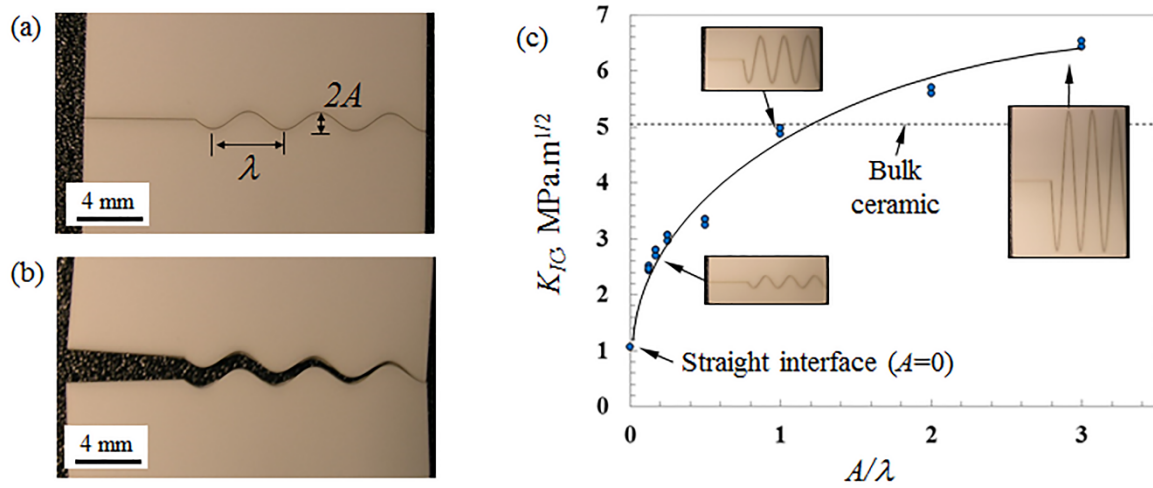 (a)
2A
λ
4 mm
(b)
4 mm
(c)
K_IC, MPa.m^1/2
7
6
5
4
3
2
1
0
Bulk
ceramic
Straight interface (A=0)
0
1
2
3
A/λ